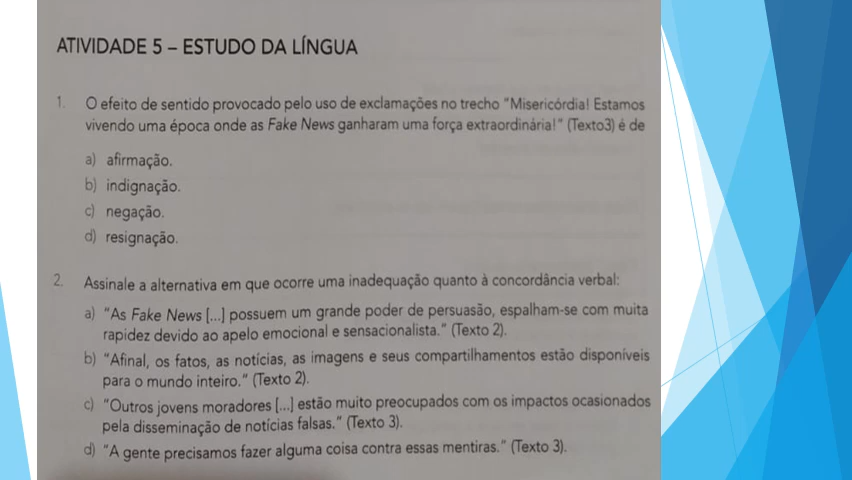 ATIVIDADE 5 – ESTUDO DA LÍNGUA
1. O efeito de sentido provocado pelo uso de exclamações no trecho “Misericórdia! Estamos
vivendo uma época onde as Fake News ganharam uma força extraordinária!” (Texto3) é de
a) afirmação.
b) indignação.
c) negação.
d) resignação.
2. Assinale a alternativa em que ocorre uma inadequação quanto à concordância verbal:
a) “As Fake News [...] possuem um grande poder de persuasão, espalham-se com muita
rapidez devido ao apelo emocional e sensacionalista.” (Texto 2).
b) “Afinal, os fatos, as notícias, as imagens e seus compartilhamentos estão disponíveis
para o mundo inteiro.” (Texto 2).
c) “Outros jovens moradores [...] estão muito preocupados com os impactos ocasionados
pela disseminação de notícias falsas.” (Texto 3).
d) “A gente precisamos fazer alguma coisa contra essas mentiras.” (Texto 3).